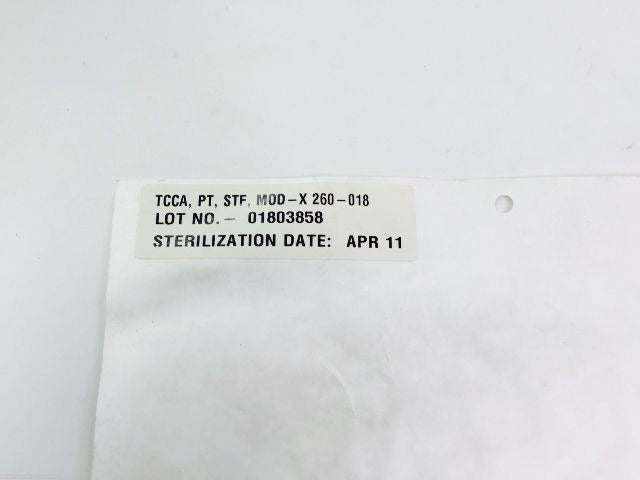 TCCA, PT, STF, MOD-X 260-018
LOT NO. - 01803858
STERILIZATION DATE: APR 11